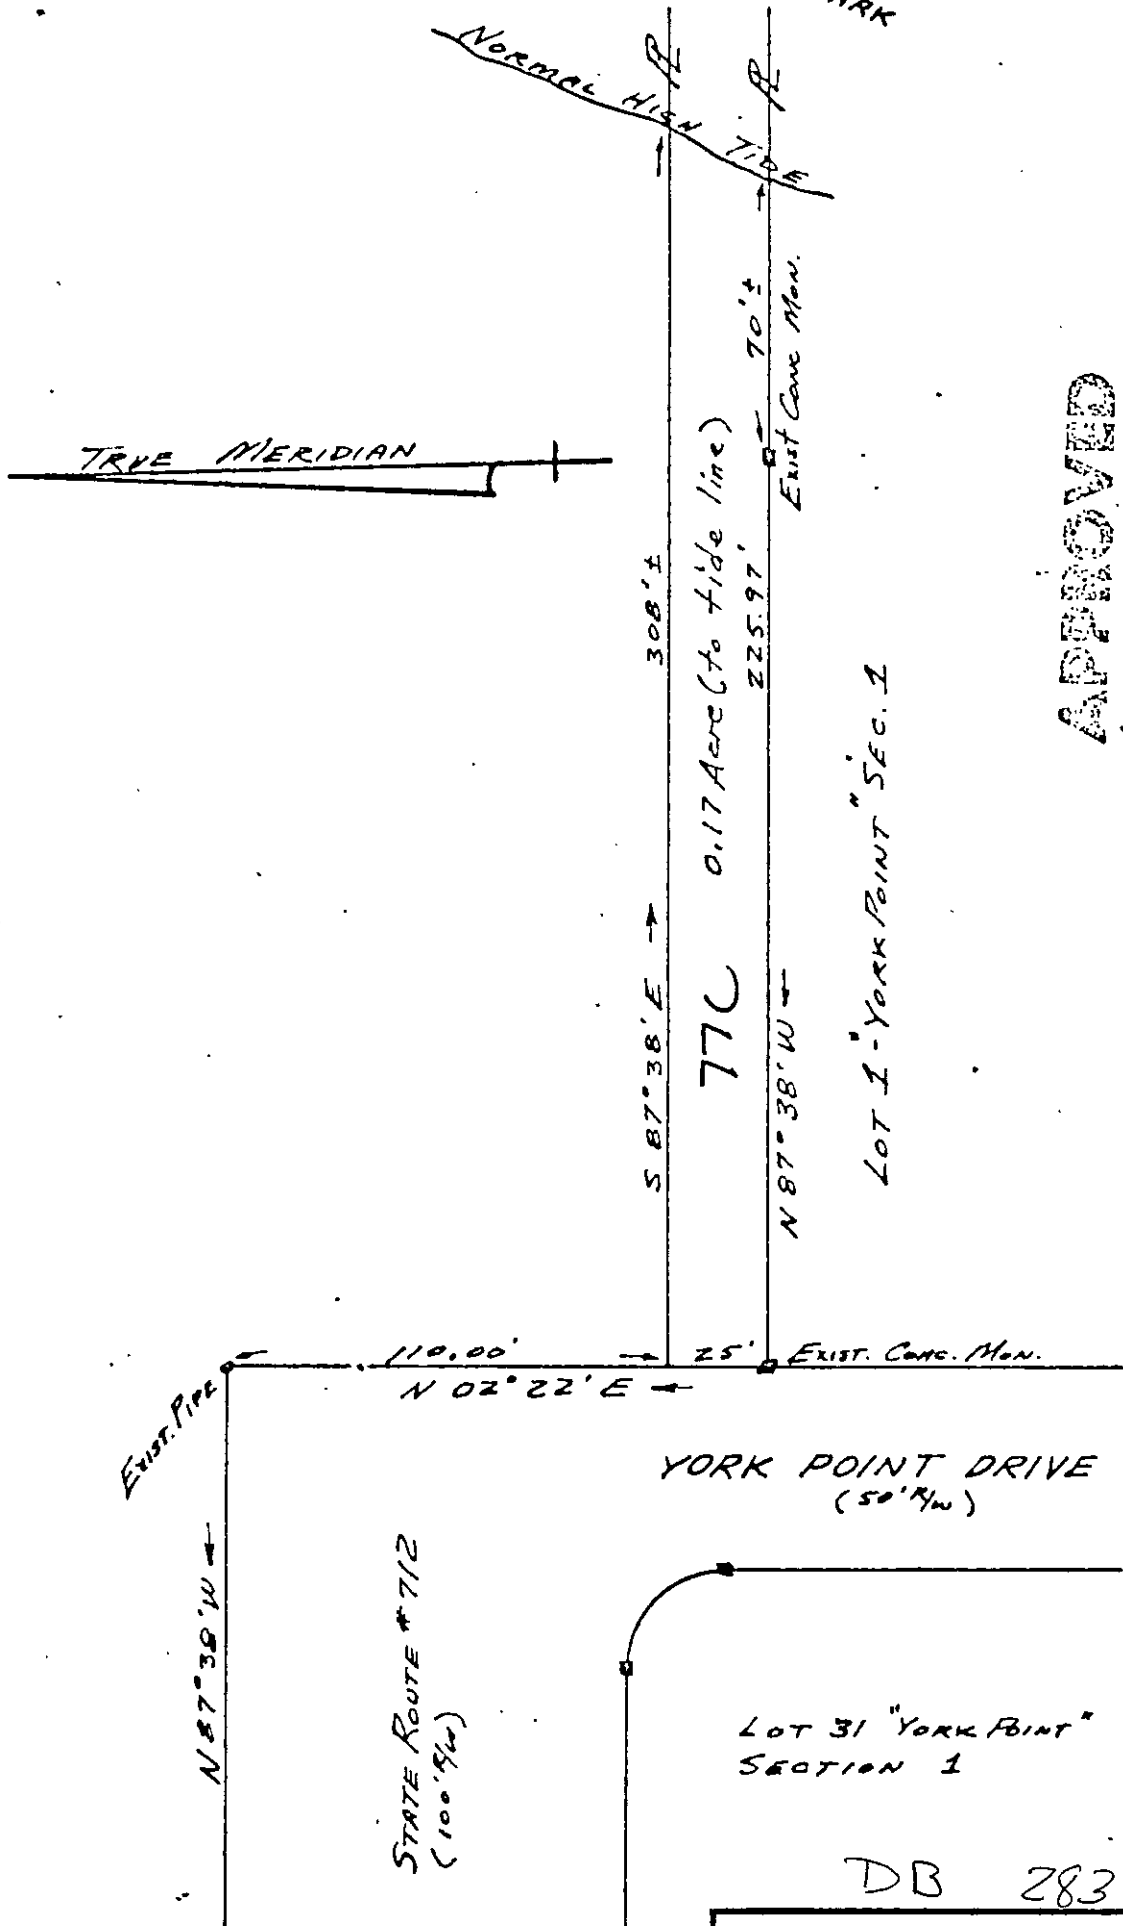 NORMAL HIGH TIDE
TRUE MERIDIAN
70'±
EXIST CONC MON.
308'±
0.17 Acre (to tide line)
225.97'
APPROVED
S 87° 38' E
77C
N 87° 38' W
LOT 1 - "YORK POINT" SEC. 1
110.00'
25'
EXIST. CONC. MON.
N 02° 22' E
EXIST. PIPE
YORK POINT DRIVE
(50' R/W)
N 87° 38' W
STATE ROUTE #712
(100' R/W)
LOT 31 "YORK POINT"
SECTION 1
DB 283